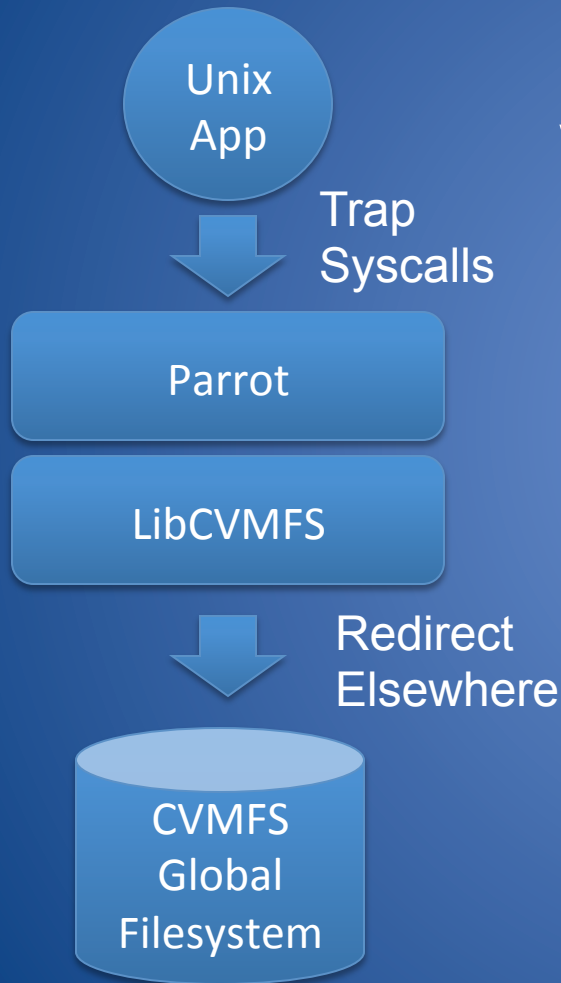 Unix
App
Trap
Syscalls
Parrot
LibCVMFS
Redirect
Elsewhere
CVMFS
Global
Filesystem